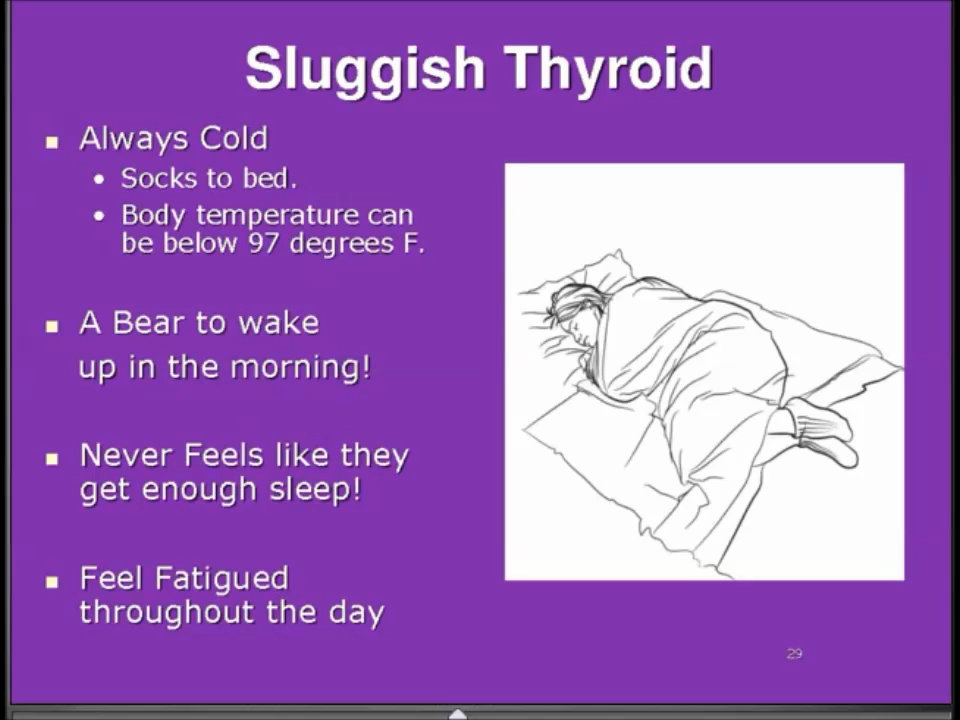 Sluggish Thyroid
Always Cold
Socks to bed.
Body temperature can
be below 97 degrees F.
A Bear to wake
up in the morning!
Never Feels like they
get enough sleep!
Feel Fatigued
throughout the day
29